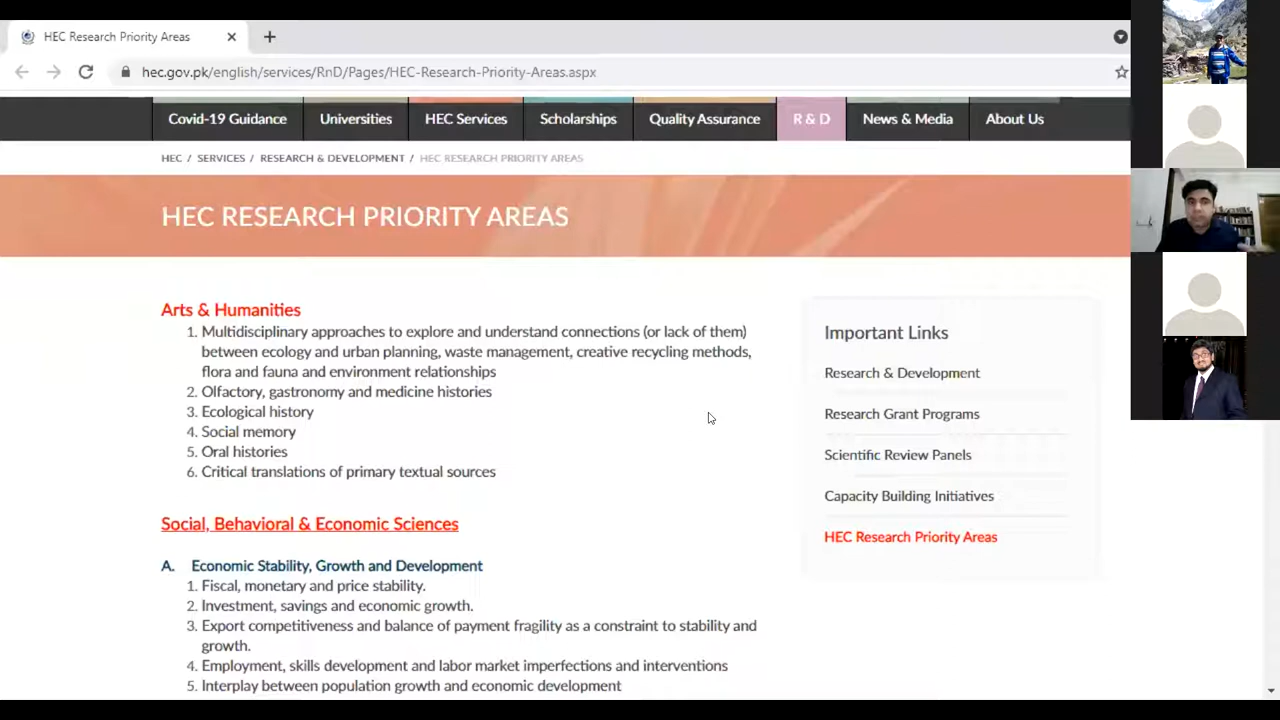 HEC Research Priority Areas
hec.gov.pk/english/services/RnD/Pages/HEC-Research-Priority-Areas.aspx
Covid-19 Guidance Universities HEC Services Scholarships Quality Assurance R & D News & Media About Us
HEC / SERVICES / RESEARCH & DEVELOPMENT / HEC RESEARCH PRIORITY AREAS
HEC RESEARCH PRIORITY AREAS
Arts & Humanities
1. Multidisciplinary approaches to explore and understand connections (or lack of them)
between ecology and urban planning, waste management, creative recycling methods,
flora and fauna and environment relationships
2. Olfactory, gastronomy and medicine histories
3. Ecological history
4. Social memory
5. Oral histories
6. Critical translations of primary textual sources
Social, Behavioral & Economic Sciences
A. Economic Stability, Growth and Development
1. Fiscal, monetary and price stability.
2. Investment, savings and economic growth.
3. Export competitiveness and balance of payment fragility as a constraint to stability and
growth.
4. Employment, skills development and labor market imperfections and interventions
5. Interplay between population growth and economic development
Important Links
Research & Development
Research Grant Programs
Scientific Review Panels
Capacity Building Initiatives
HEC Research Priority Areas